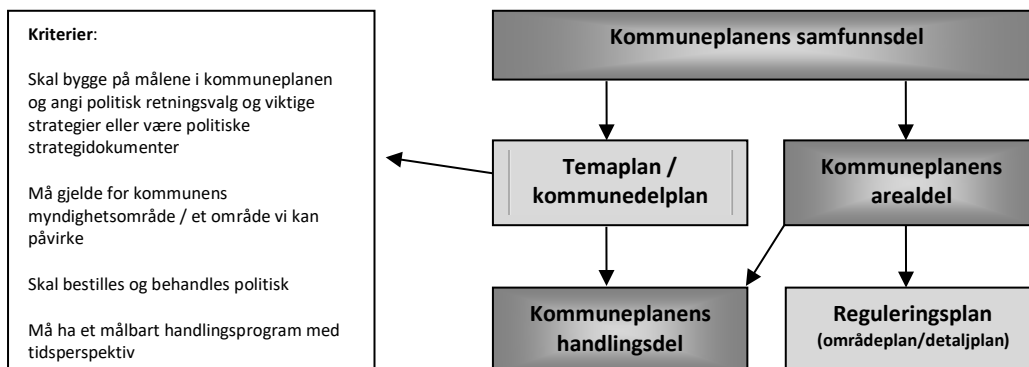 Kriterier:
Skal bygge på målene i kommuneplanen
og angi politisk retningsvalg og viktige
strategier eller være politiske
strategidokumenter
Må gjelde for kommunens
myndighetsområde / et område vi kan
påvirke
Skal bestilles og behandles politisk
Må ha et målbart handlingsprogram med
tidsperspektiv
Kommuneplanens samfunnsdel
Temaplan /
kommunedelplan
Kommuneplanens
arealdel
Kommuneplanens
handlingsdel
Reguleringsplan
(områdeplan/detaljplan)